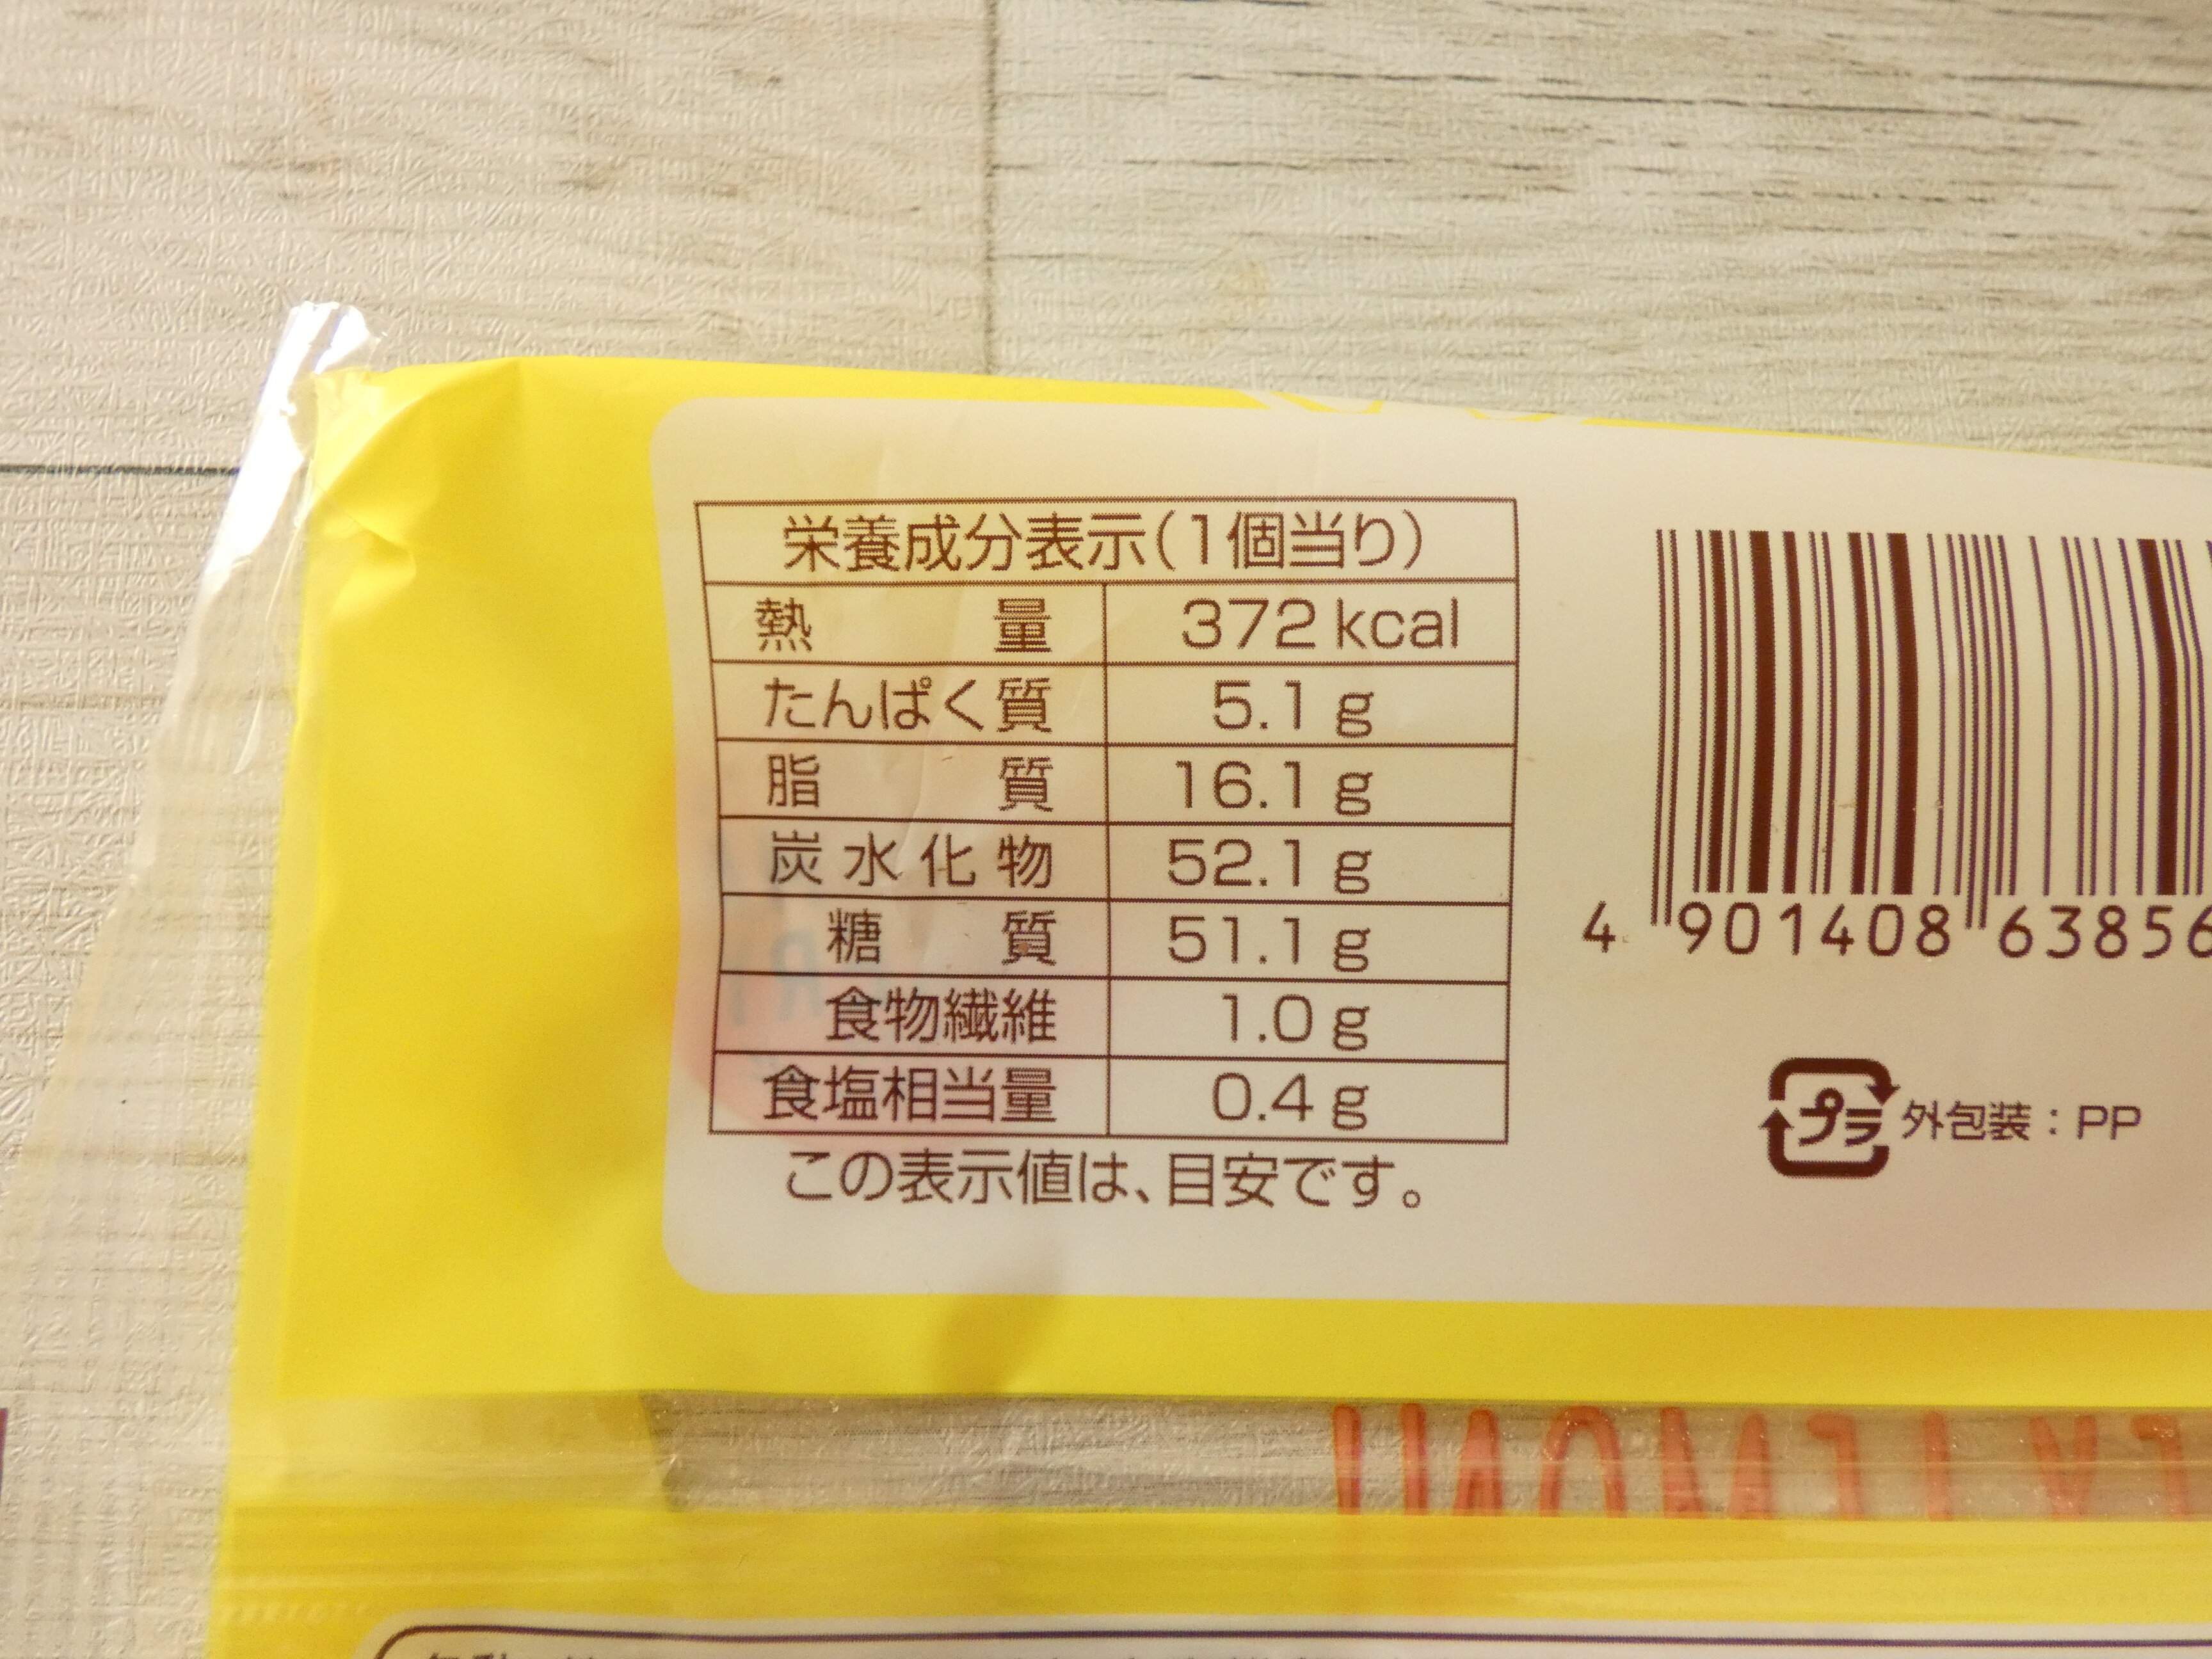 栄養成分表示(1個当り)
熱量 372kcal
たんぱく質 5.1g
脂質 16.1g
炭水化物 52.1g
糖質 51.1g
食物繊維 1.0g
食塩相当量 0.4g
この表示値は、目安です。
4 901408 63856
プラ 外包装:PP